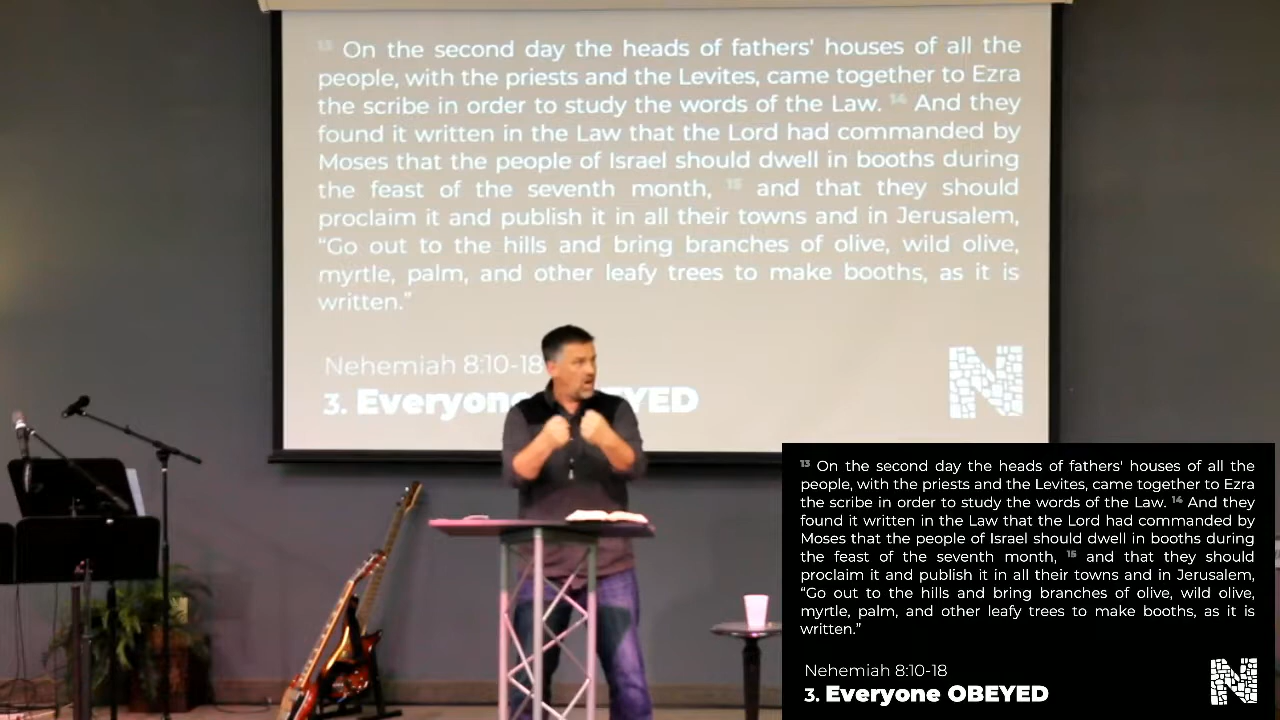 13 On the second day the heads of fathers' houses of all the
people, with the priests and the Levites, came together to Ezra
the scribe in order to study the words of the Law. 14 And they
found it written in the Law that the Lord had commanded by
Moses that the people of Israel should dwell in booths during
the feast of the seventh month, 15 and that they should
proclaim it and publish it in all their towns and in Jerusalem,
“Go out to the hills and bring branches of olive, wild olive,
myrtle, palm, and other leafy trees to make booths, as it is
written.”
Nehemiah 8:10-18
3. Everyone OBEYED
N
13 On the second day the heads of fathers' houses of all the
people, with the priests and the Levites, came together to Ezra
the scribe in order to study the words of the Law. 14 And they
found it written in the Law that the Lord had commanded by
Moses that the people of Israel should dwell in booths during
the feast of the seventh month, 15 and that they should
proclaim it and publish it in all their towns and in Jerusalem,
“Go out to the hills and bring branches of olive, wild olive,
myrtle, palm, and other leafy trees to make booths, as it is
written.”
Nehemiah 8:10-18
3. Everyone OBEYED
N